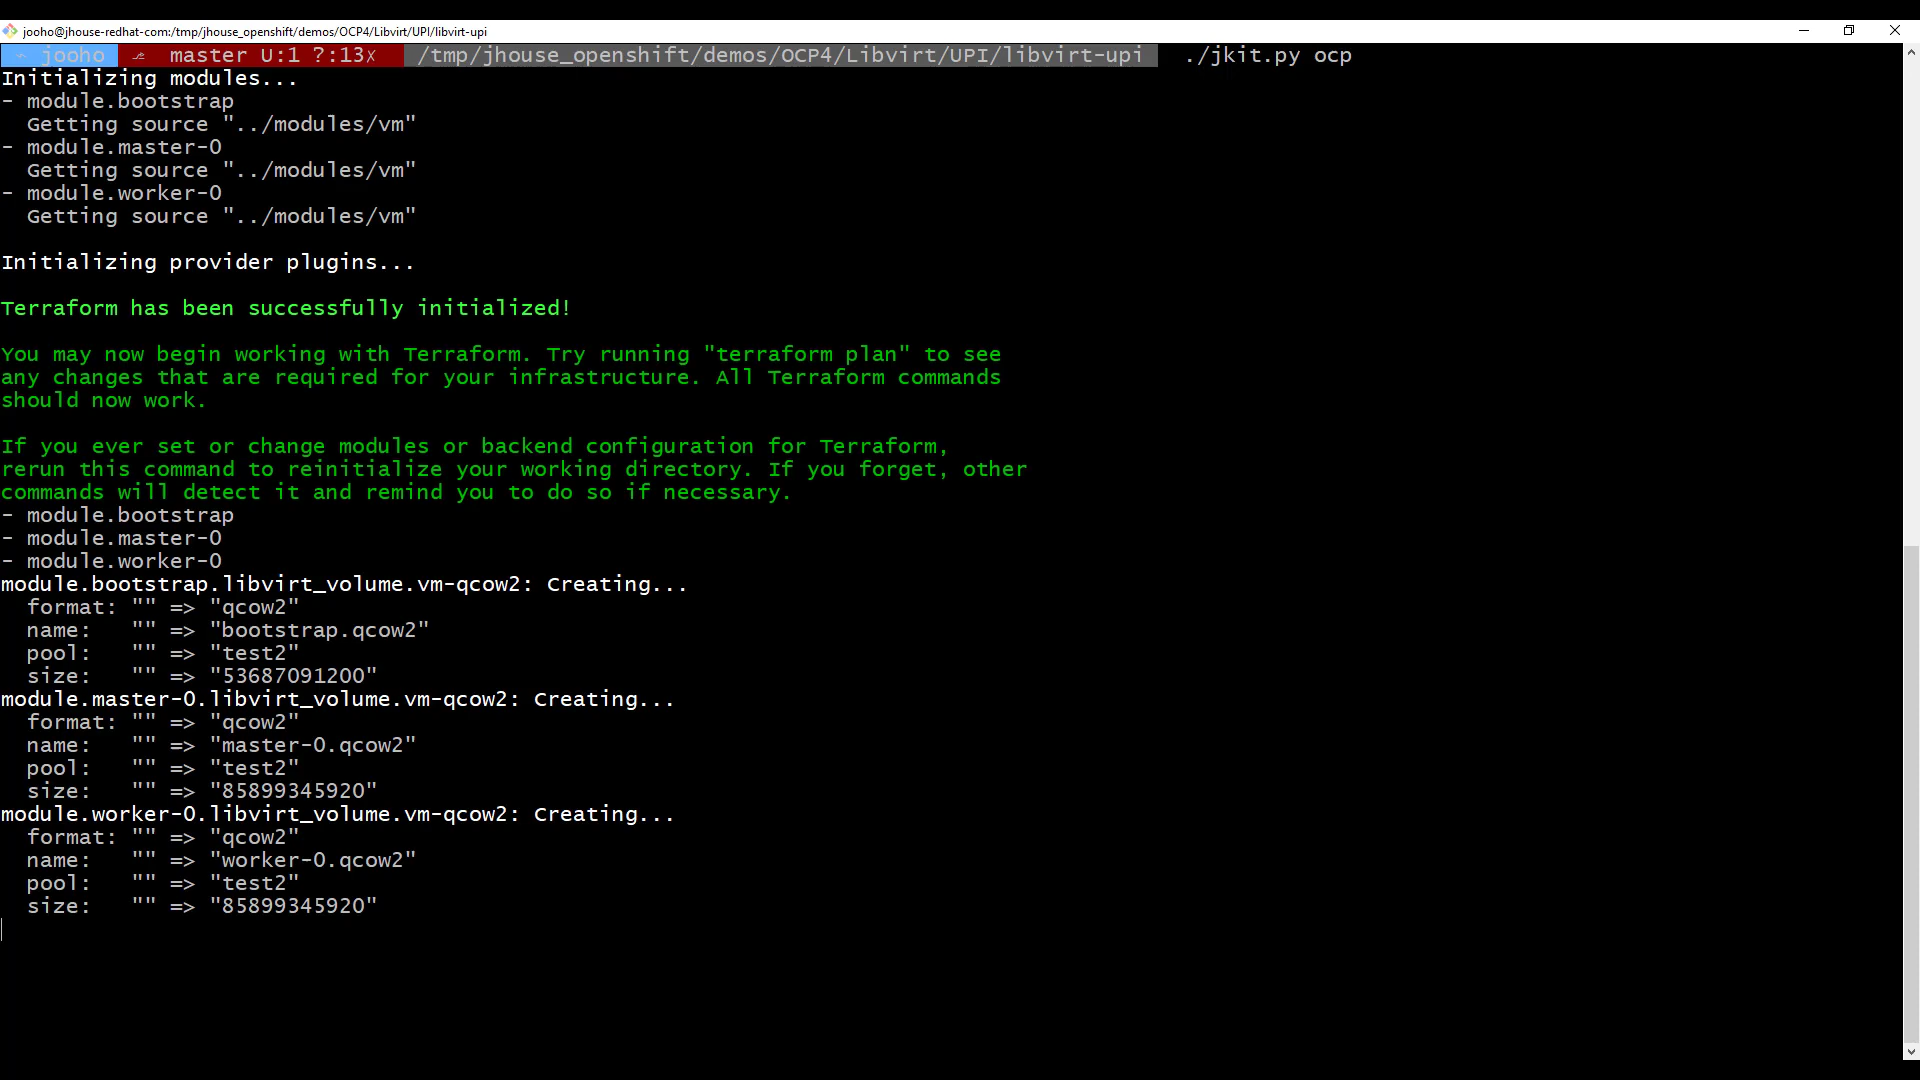 jooho@jhouse-redhat-com:/tmp/jhouse_openshift/demos/OCP4/Libvirt/UPI/libvirt-upi
~ jooho master U:1 ?:13✗ /tmp/jhouse_openshift/demos/OCP4/Libvirt/UPI/libvirt-upi ./jkit.py ocp
Initializing modules...
- module.bootstrap
  Getting source "../modules/vm"
- module.master-0
  Getting source "../modules/vm"
- module.worker-0
  Getting source "../modules/vm"
Initializing provider plugins...
Terraform has been successfully initialized!
You may now begin working with Terraform. Try running "terraform plan" to see
any changes that are required for your infrastructure. All Terraform commands
should now work.
If you ever set or change modules or backend configuration for Terraform,
rerun this command to reinitialize your working directory. If you forget, other
commands will detect it and remind you to do so if necessary.
- module.bootstrap
- module.master-0
- module.worker-0
module.bootstrap.libvirt_volume.vm-qcow2: Creating...
  format: "" => "qcow2"
  name:   "" => "bootstrap.qcow2"
  pool:   "" => "test2"
  size:   "" => "53687091200"
module.master-0.libvirt_volume.vm-qcow2: Creating...
  format: "" => "qcow2"
  name:   "" => "master-0.qcow2"
  pool:   "" => "test2"
  size:   "" => "85899345920"
module.worker-0.libvirt_volume.vm-qcow2: Creating...
  format: "" => "qcow2"
  name:   "" => "worker-0.qcow2"
  pool:   "" => "test2"
  size:   "" => "85899345920"